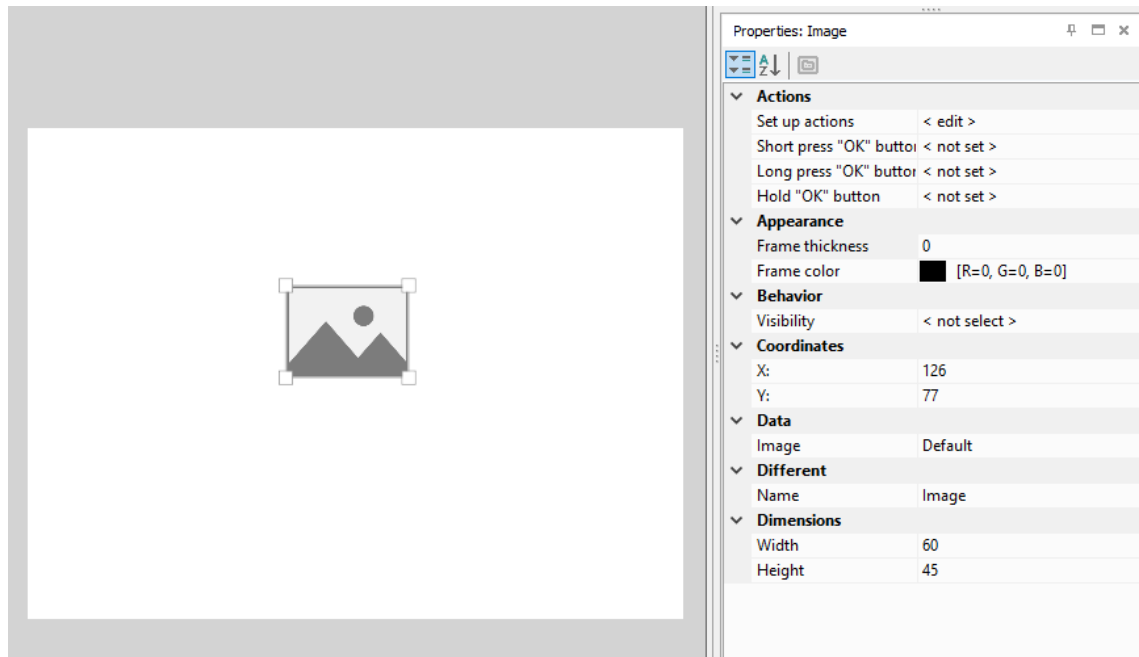 Properties: Image
Actions
Set up actions < edit >
Short press "OK" buttor < not set >
Long press "OK" buttor < not set >
Hold "OK" button < not set >
Appearance
Frame thickness 0
Frame color [R=0, G=0, B=0]
Behavior
Visibility < not select >
Coordinates
X: 126
Y: 77
Data
Image Default
Different
Name Image
Dimensions
Width 60
Height 45